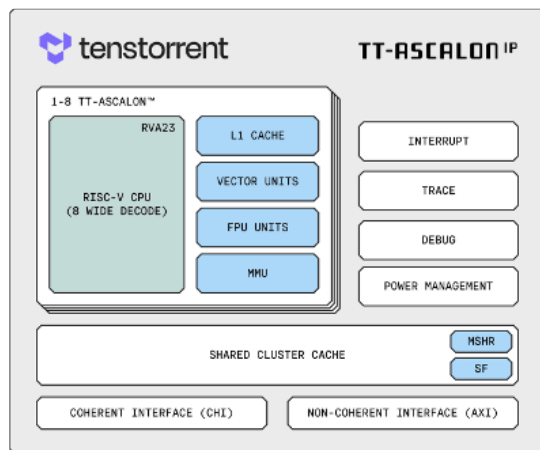 tenstorrent
TT-ASCALON IP
1-8 TT-ASCALON™
RVA23
RISC-V CPU
(8 WIDE DECODE)
L1 CACHE
VECTOR UNITS
FPU UNITS
MMU
INTERRUPT
TRACE
DEBUG
POWER MANAGEMENT
SHARED CLUSTER CACHE
MSHR
SF
COHERENT INTERFACE (CHI)
NON-COHERENT INTERFACE (AXI)